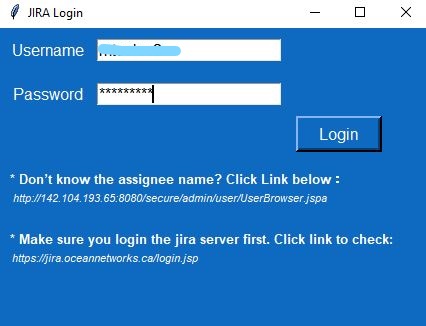 JIRA Login
Username
Password *********
Login
* Don't know the assignee name? Click Link below :
http://142.104.193.65:8080/secure/admin/user/UserBrowser.jspa
* Make sure you login the jira server first. Click link to check:
https://jira.oceannetworks.ca/login.jsp